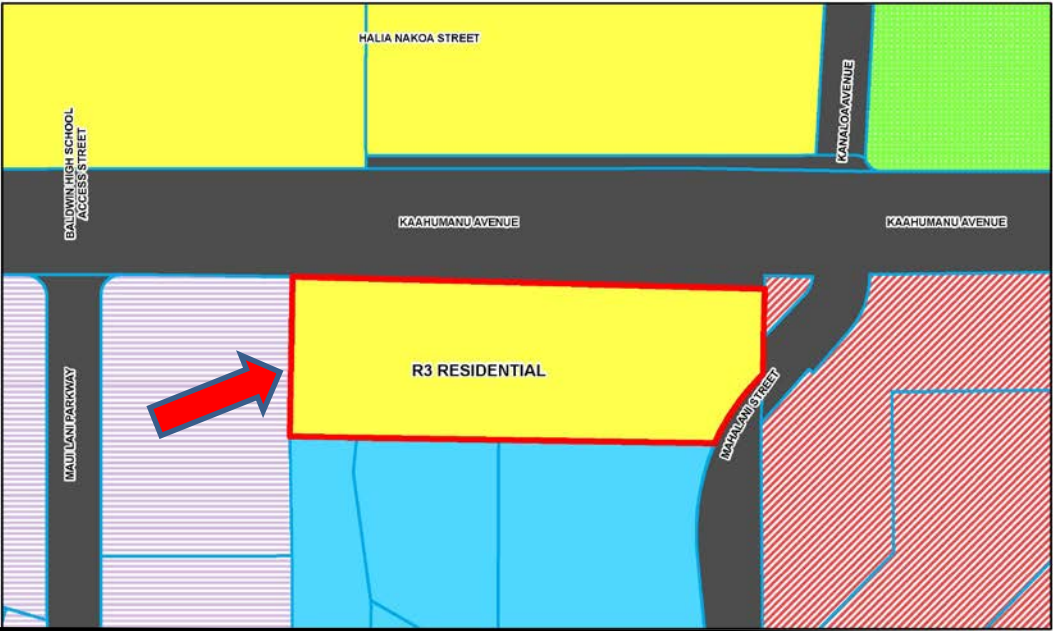 HALIA NAKOA STREET
KANALOA AVENUE
BALDWIN HIGH SCHOOL
ACCESS STREET
KAAHUMANU AVENUE
KAAHUMANU AVENUE
R3 RESIDENTIAL
MAUI LANI PARKWAY
MAHALANI STREET